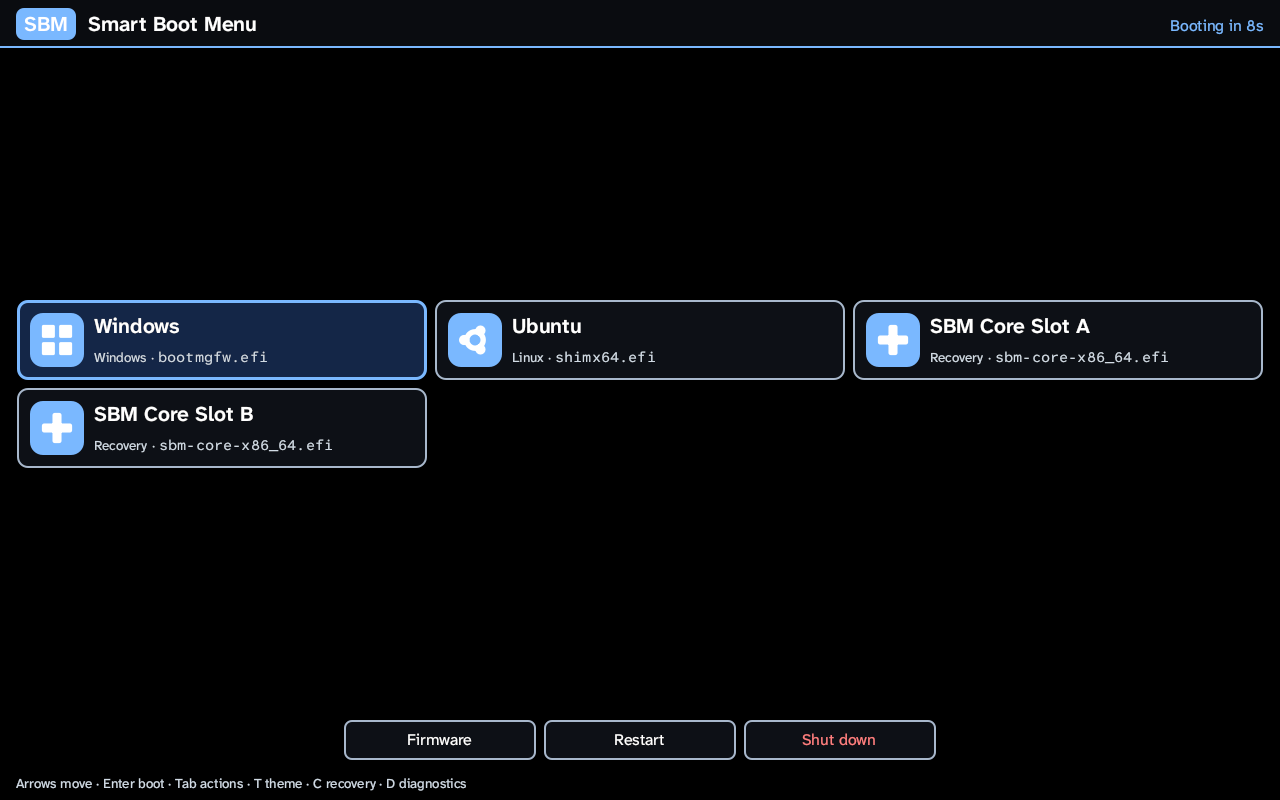 SBM Smart Boot Menu
Booting in 8s
Windows
Windows · bootmgfw.efi
Ubuntu
Linux · shimx64.efi
SBM Core Slot A
Recovery · sbm-core-x86_64.efi
SBM Core Slot B
Recovery · sbm-core-x86_64.efi
Firmware
Restart
Shut down
Arrows move · Enter boot · Tab actions · T theme · C recovery · D diagnostics